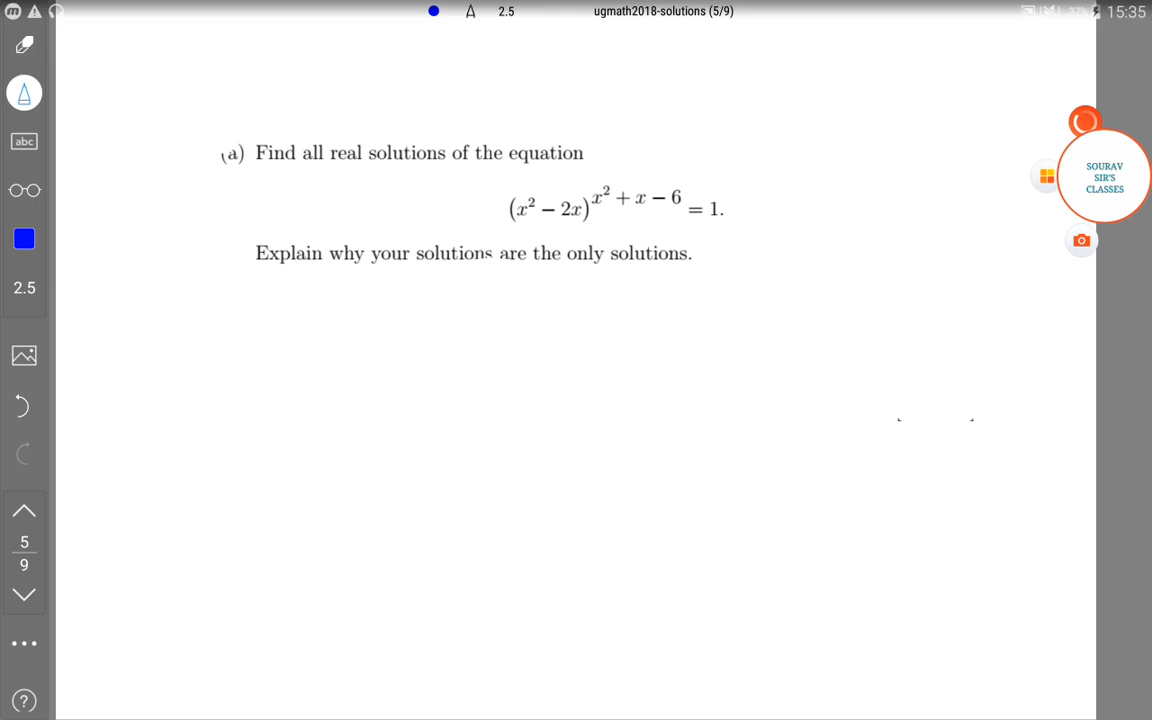 2.5 ugmath2018-solutions (5/9) 37% 15:35
abc
2.5
5
9
?
(a) Find all real solutions of the equation
(x² – 2x)^{x² + x – 6} = 1.
Explain why your solutions are the only solutions.
SOURAV
SIR'S
CLASSES